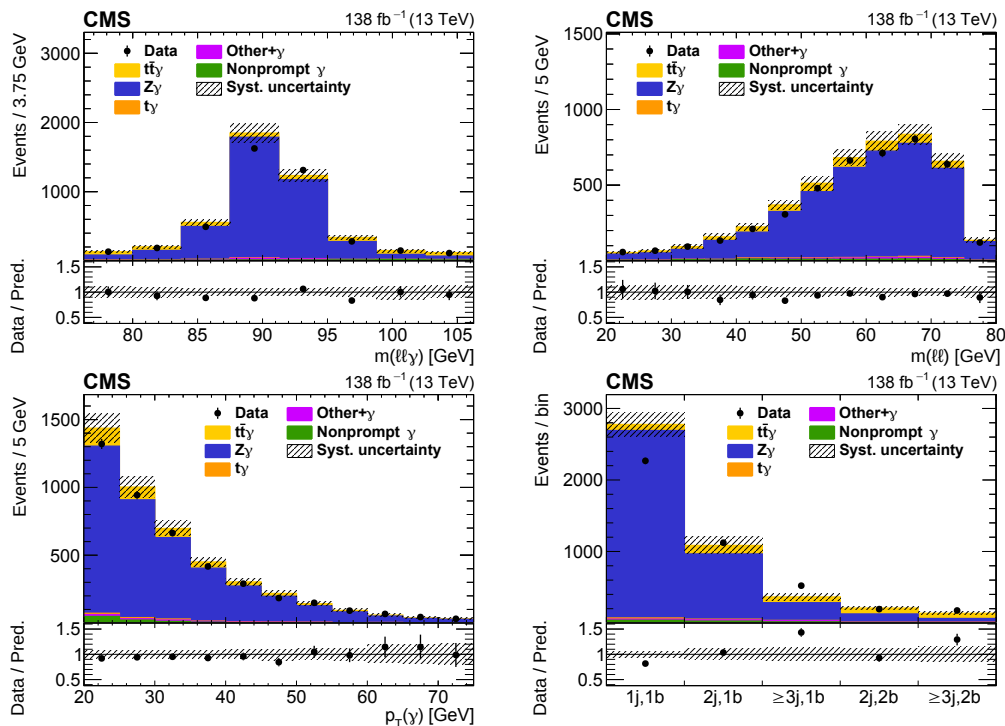 CMS 138 fb⁻¹ (13 TeV)
Events / 3.75 GeV
3000
2000
1000
Data
tt̄γ
Zγ
tγ
Other+γ
Nonprompt γ
Syst. uncertainty
Data / Pred.
1.5
1
0.5
80 85 90 95 100 105
m(ℓℓγ) [GeV]
CMS 138 fb⁻¹ (13 TeV)
Events / 5 GeV
1500
1000
500
Data
tt̄γ
Zγ
tγ
Other+γ
Nonprompt γ
Syst. uncertainty
Data / Pred.
1.5
1
0.5
20 30 40 50 60 70 80
m(ℓℓ) [GeV]
CMS 138 fb⁻¹ (13 TeV)
Events / 5 GeV
1500
1000
500
Data
tt̄γ
Zγ
tγ
Other+γ
Nonprompt γ
Syst. uncertainty
Data / Pred.
1.5
1
0.5
20 30 40 50 60 70
p_T(γ) [GeV]
CMS 138 fb⁻¹ (13 TeV)
Events / bin
3000
2000
1000
Data
tt̄γ
Zγ
tγ
Other+γ
Nonprompt γ
Syst. uncertainty
Data / Pred.
1.5
1
0.5
1j,1b 2j,1b ≥3j,1b 2j,2b ≥3j,2b